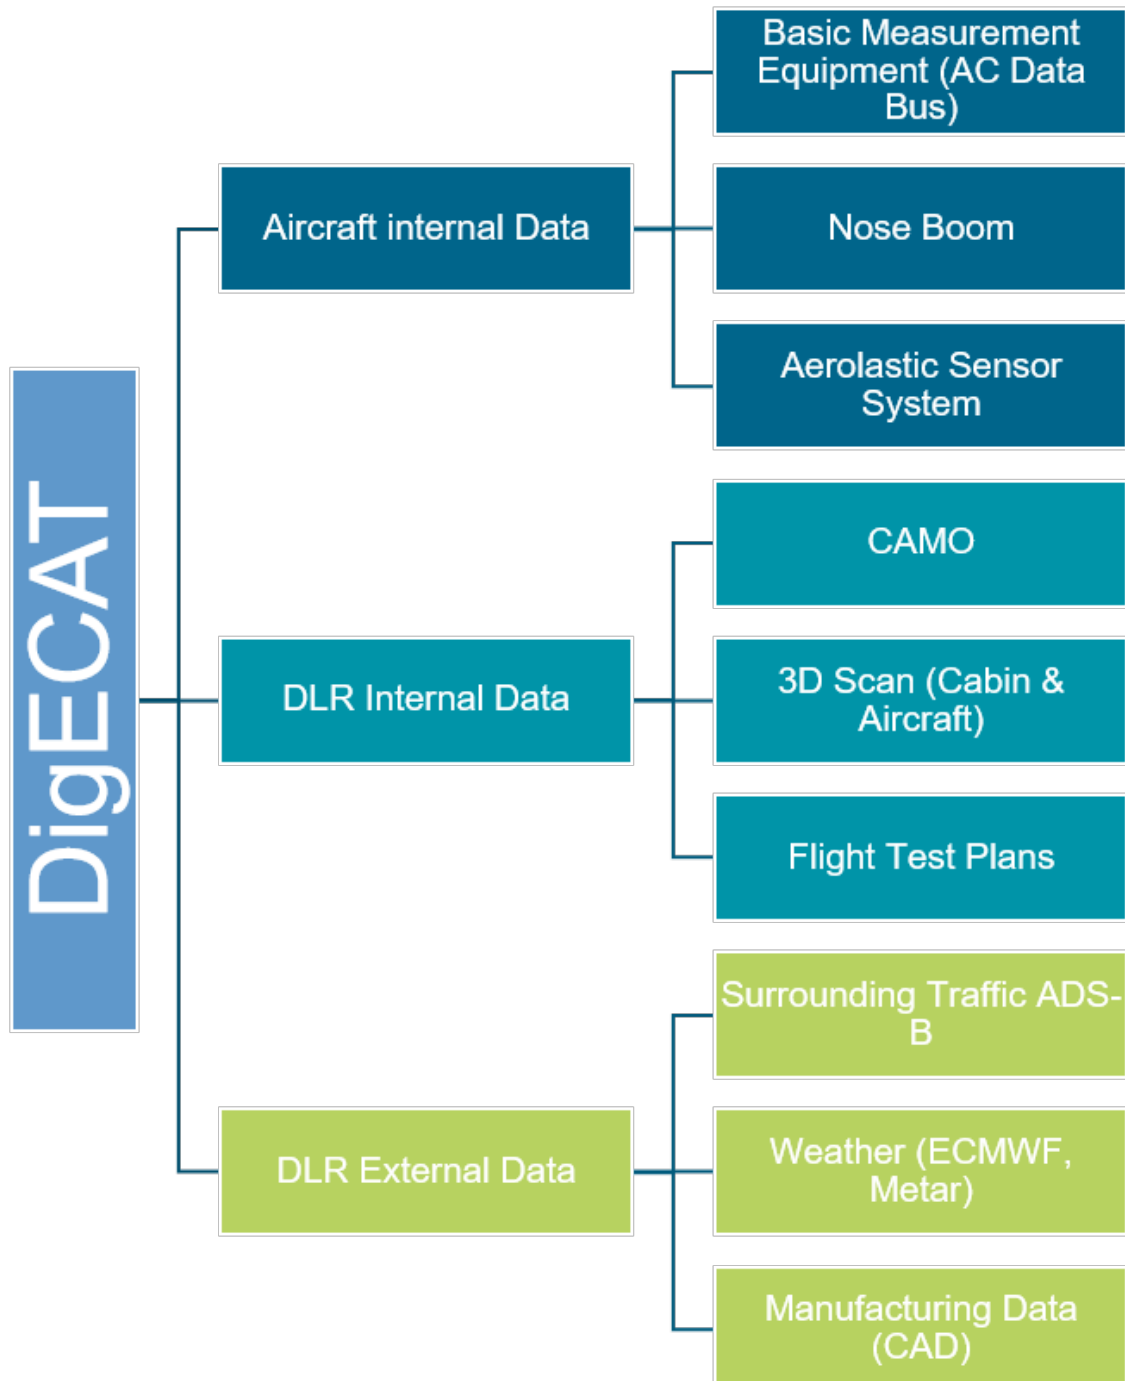 DigECAT
Aircraft internal Data
Basic Measurement
Equipment (AC Data
Bus)
Nose Boom
Aerolastic Sensor
System
DLR Internal Data
CAMO
3D Scan (Cabin &
Aircraft)
Flight Test Plans
DLR External Data
Surrounding Traffic ADS-
B
Weather (ECMWF,
Metar)
Manufacturing Data
(CAD)